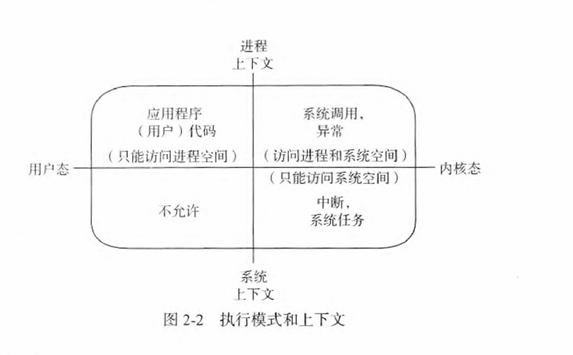 进程
上下文
应用程序
（用户）代码
系统调用，
异常
（只能访问进程空间）
（访问进程和系统空间）
用户态
内核态
（只能访问系统空间）
不允许
中断，
系统任务
系统
上下文
图 2-2 执行模式和上下文